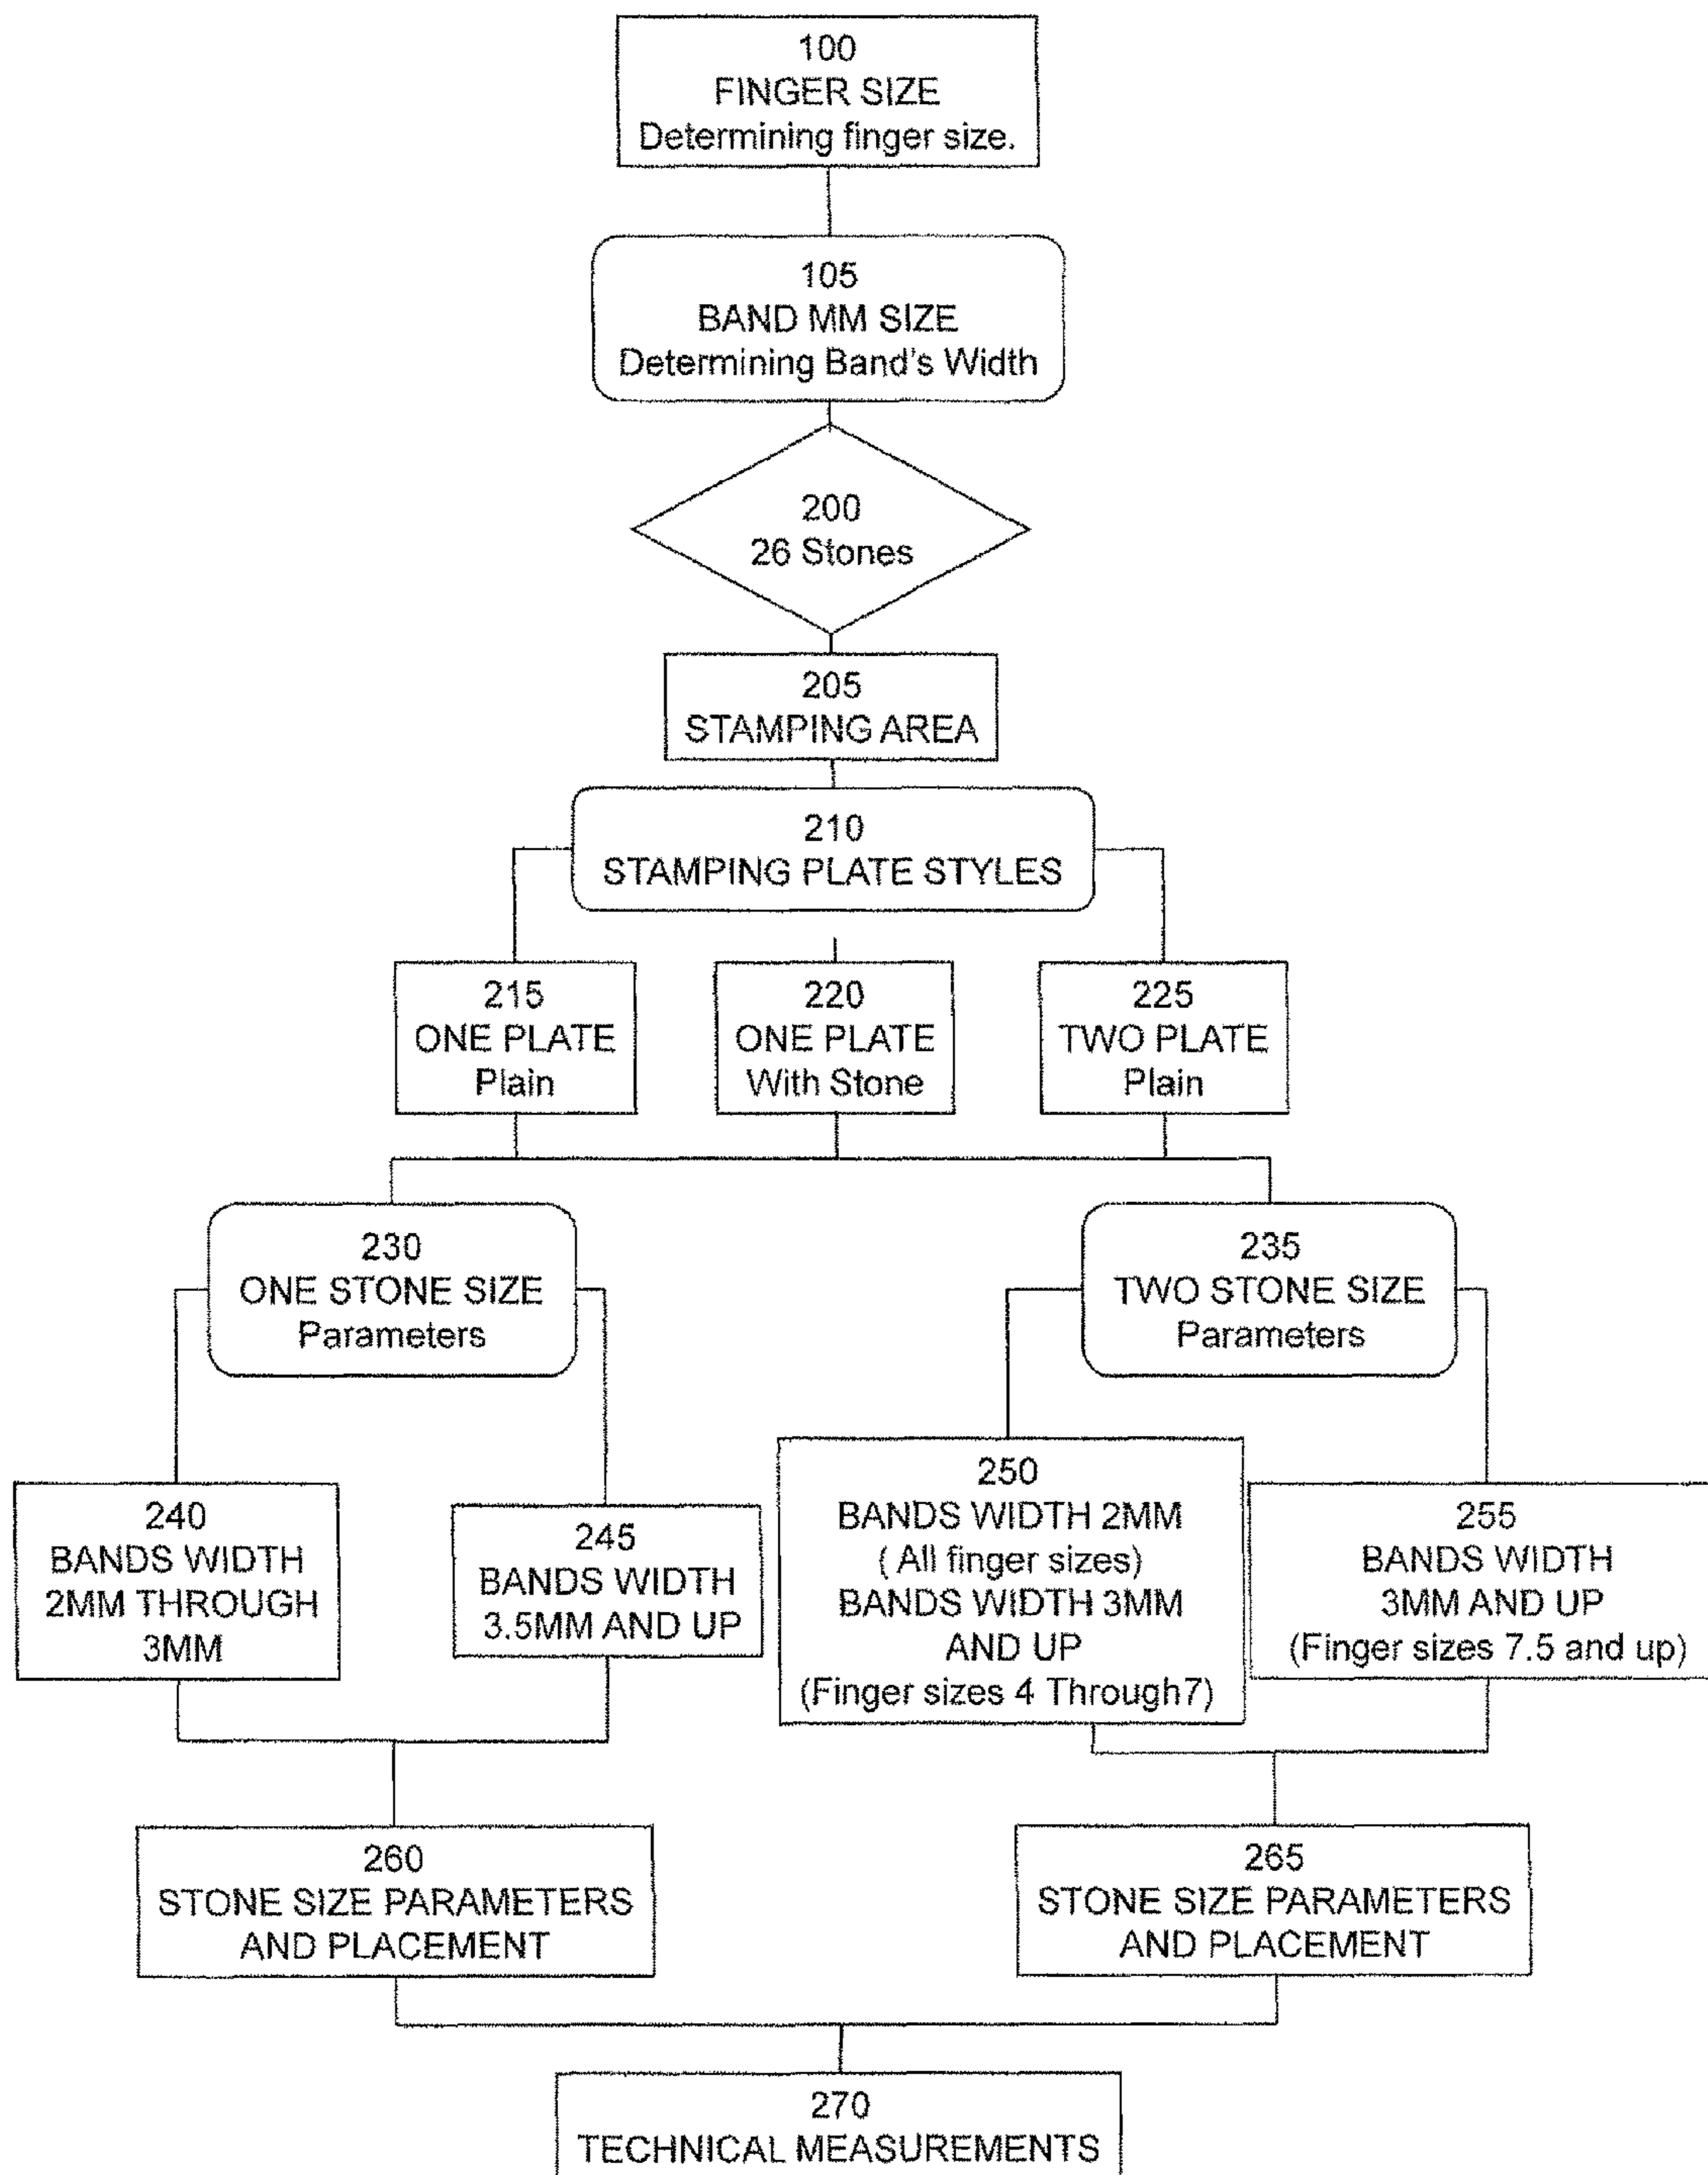 100
FINGER SIZE
Determining finger size.
105
BAND MM SIZE
Determining Band's Width
200
26 Stones
205
STAMPING AREA
210
STAMPING PLATE STYLES
215
ONE PLATE
Plain
220
ONE PLATE
With Stone
225
TWO PLATE
Plain
230
ONE STONE SIZE
Parameters
235
TWO STONE SIZE
Parameters
240
BANDS WIDTH
2MM THROUGH
3MM
245
BANDS WIDTH
3.5MM AND UP
250
BANDS WIDTH 2MM
( All finger sizes)
BANDS WIDTH 3MM
AND UP
(Finger sizes 4 Through7)
255
BANDS WIDTH
3MM AND UP
(Finger sizes 7.5 and up)
260
STONE SIZE PARAMETERS
AND PLACEMENT
265
STONE SIZE PARAMETERS
AND PLACEMENT
270
TECHNICAL MEASUREMENTS